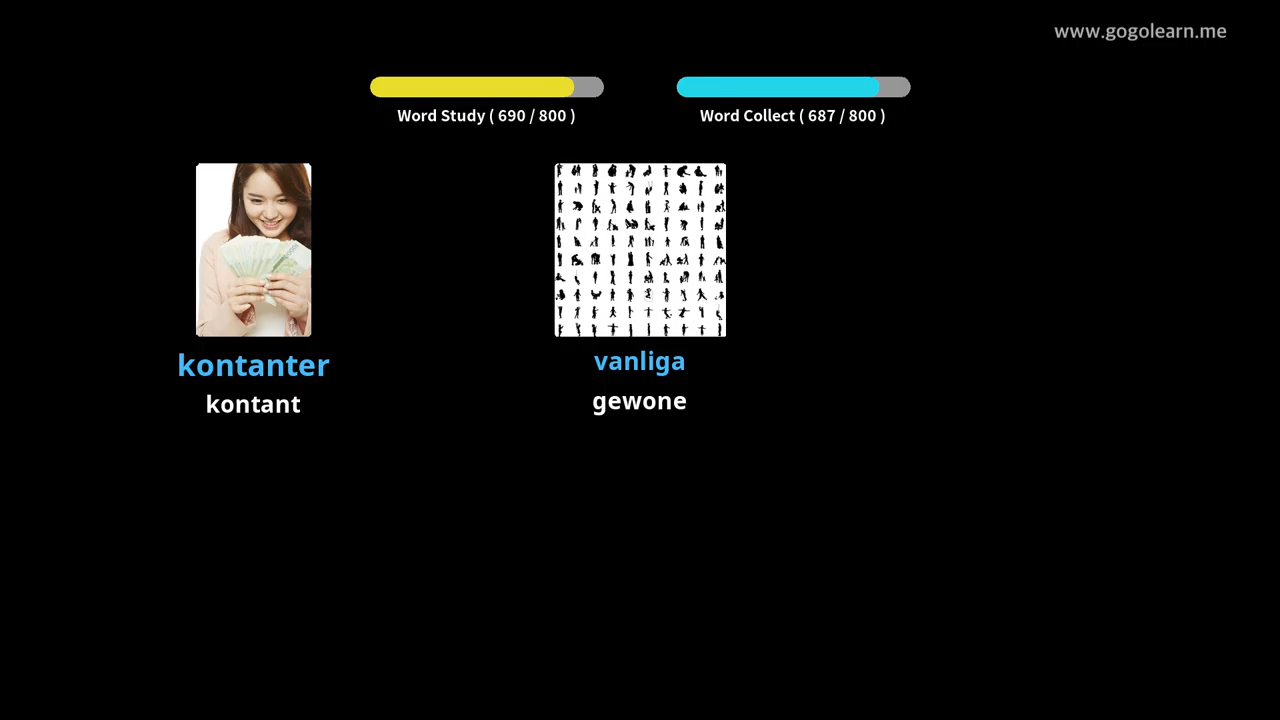 www.gogolearn.me
Word Study ( 690 / 800 )
Word Collect ( 687 / 800 )
kontanter
kontant
vanliga
gewone